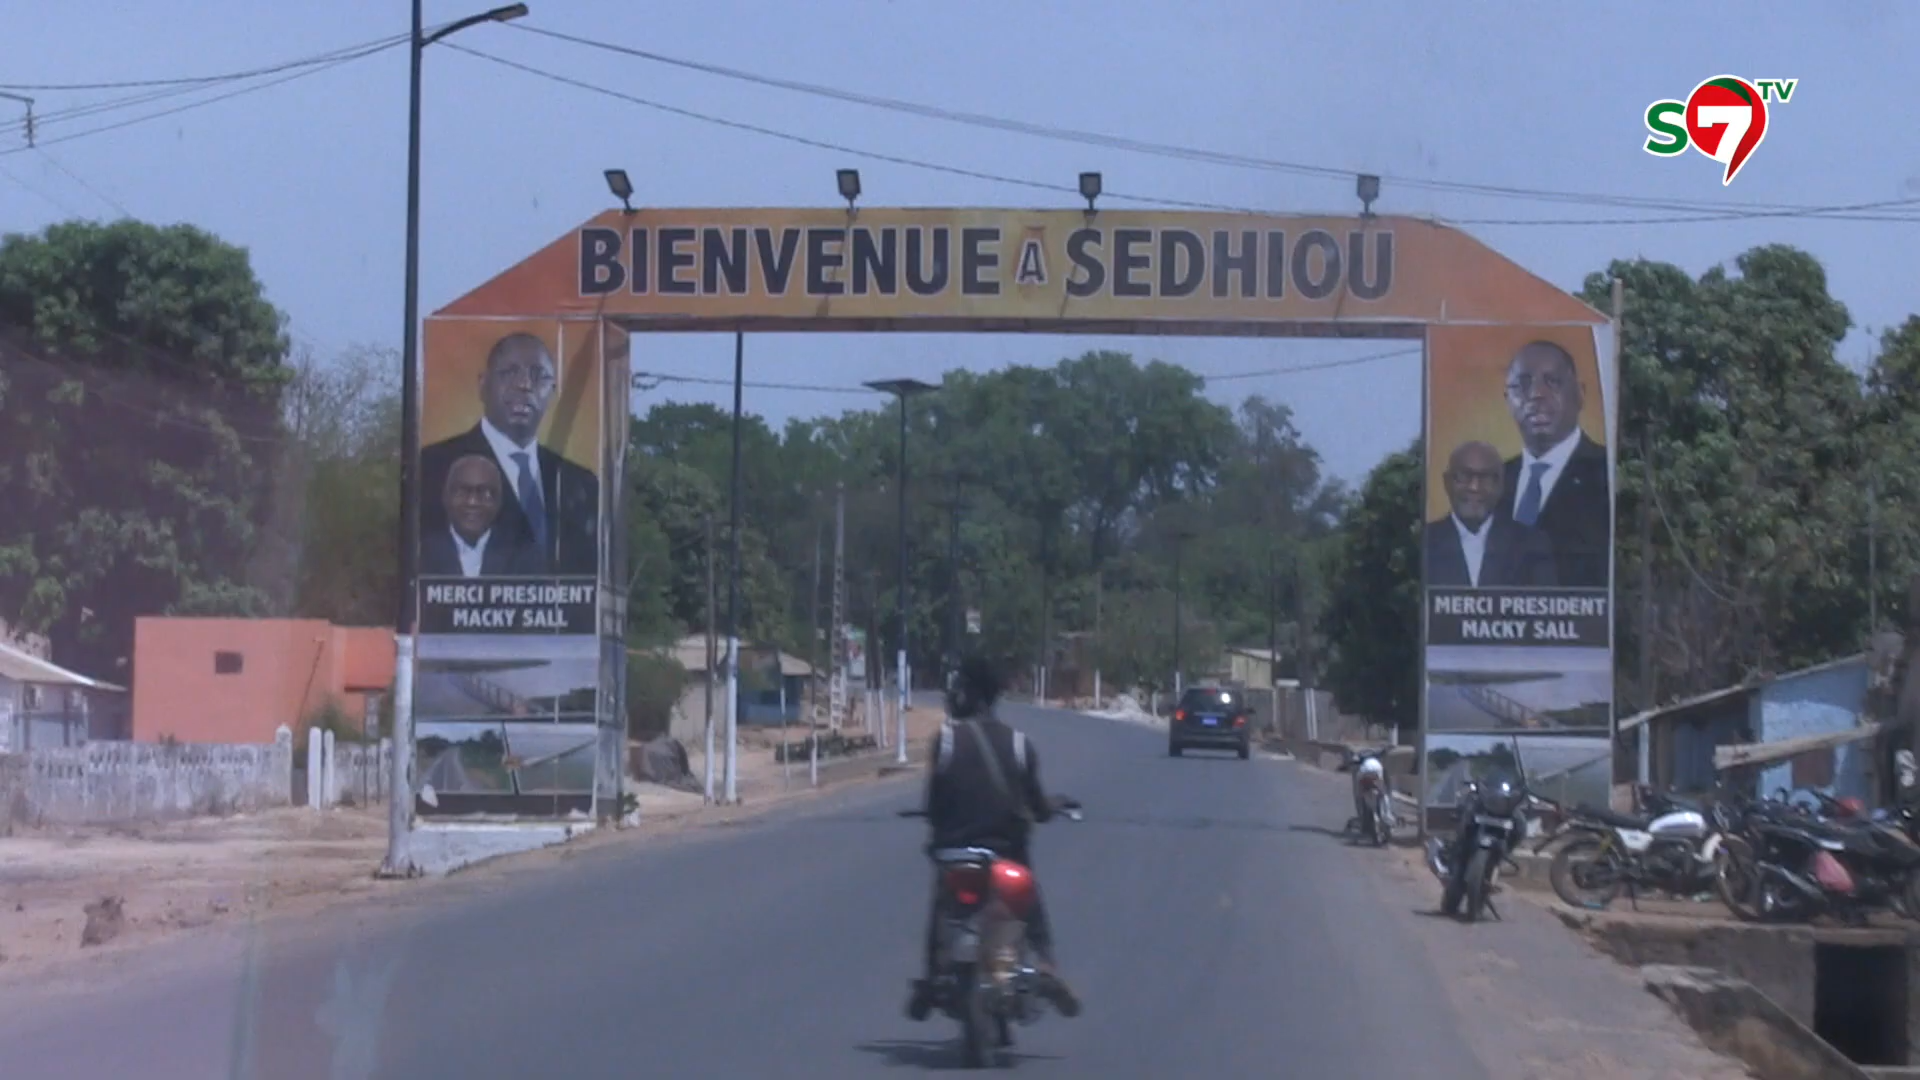 S7 TV
BIENVENUE A SEDHIOU
MERCI PRESIDENT
MACKY SALL
MERCI PRESIDENT
MACKY SALL